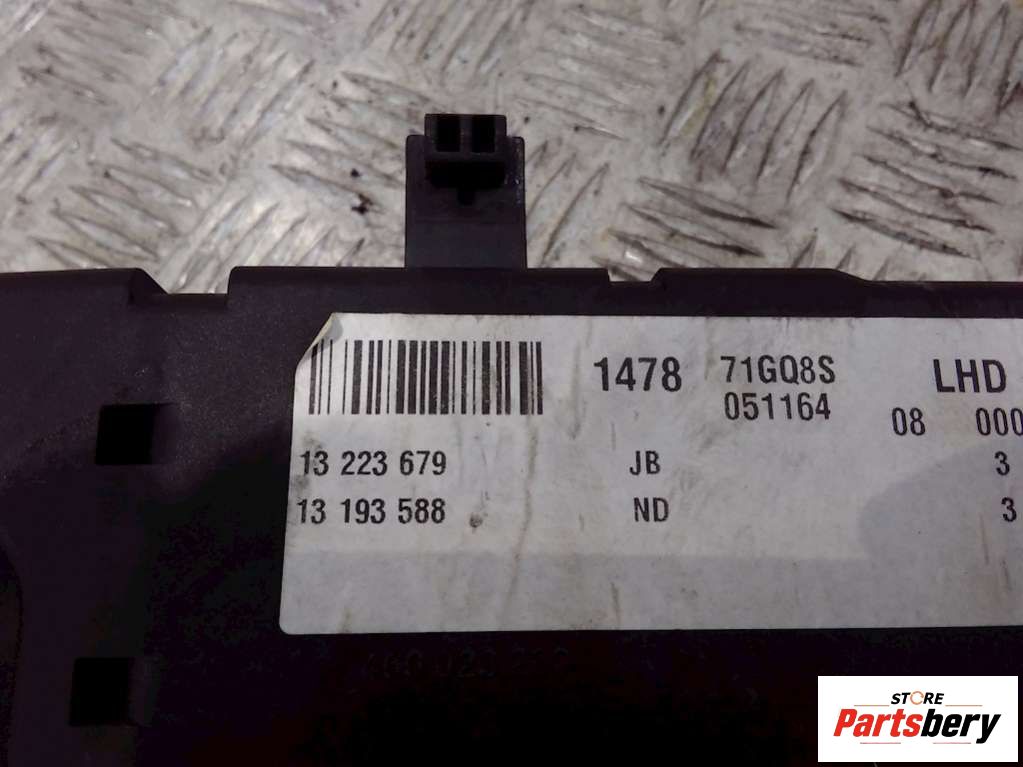 1478 71GQ8S LHD
051164 08 000
13 223 679 JB 3
13 193 588 ND 3
STORE
Partsbery